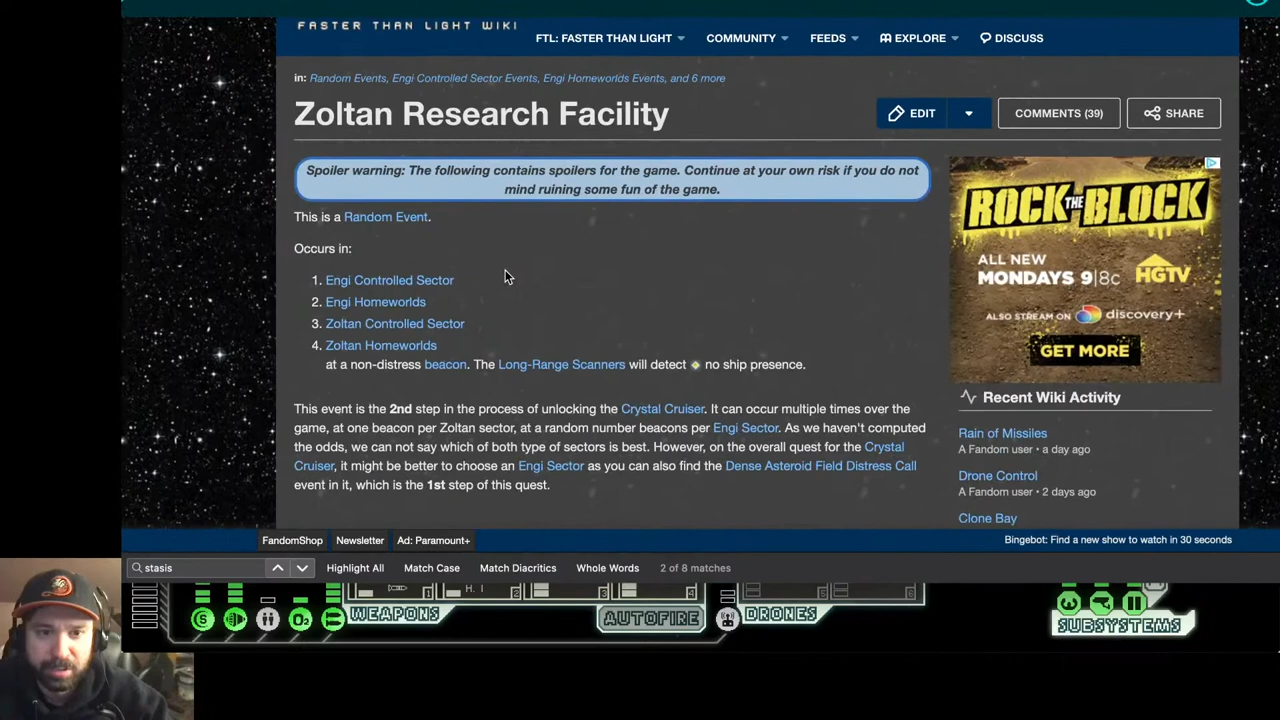 FASTER THAN LIGHT WIKI
FTL: FASTER THAN LIGHT COMMUNITY FEEDS EXPLORE DISCUSS
in: Random Events, Engi Controlled Sector Events, Engi Homeworlds Events, and 6 more
Zoltan Research Facility
EDIT
COMMENTS (39)
SHARE
Spoiler warning: The following contains spoilers for the game. Continue at your own risk if you do not
mind ruining some fun of the game.
This is a Random Event.
Occurs in:
1. Engi Controlled Sector
2. Engi Homeworlds
3. Zoltan Controlled Sector
4. Zoltan Homeworlds
at a non-distress beacon. The Long-Range Scanners will detect no ship presence.
This event is the 2nd step in the process of unlocking the Crystal Cruiser. It can occur multiple times over the
game, at one beacon per Zoltan sector, at a random number beacons per Engi Sector. As we haven't computed
the odds, we can not say which of both type of sectors is best. However, on the overall quest for the Crystal
Cruiser, it might be better to choose an Engi Sector as you can also find the Dense Asteroid Field Distress Call
event in it, which is the 1st step of this quest.
ROCK THE BLOCK
ALL NEW
MONDAYS 9|8c
HGTV
ALSO STREAM ON discovery+
GET MORE
Recent Wiki Activity
Rain of Missiles
A Fandom user • a day ago
Drone Control
A Fandom user • 2 days ago
Clone Bay
FandomShop Newsletter Ad: Paramount+
Bingebot: Find a new show to watch in 30 seconds
stasis
Highlight All Match Case Match Diacritics Whole Words 2 of 8 matches
WEAPONS
1
H. I
2
3
4
AUTOFIRE
DRONES
5
6
SUBSYSTEMS
S
O2